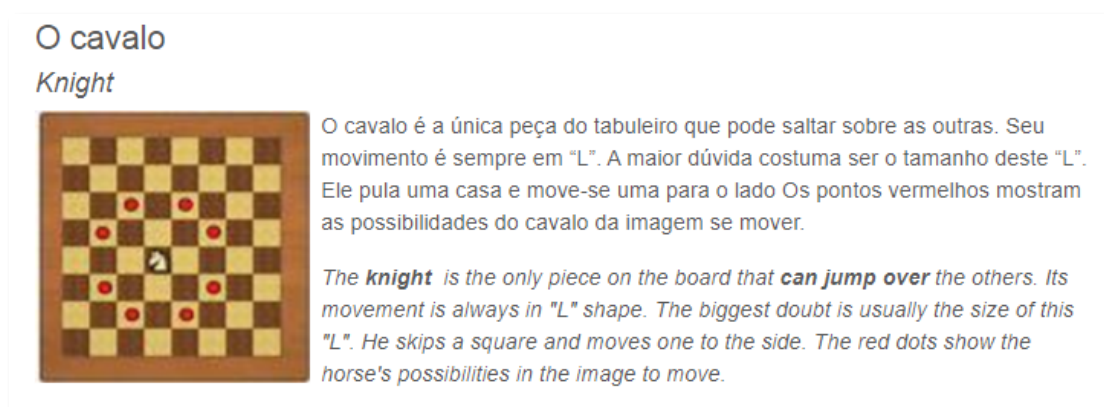 O cavalo
Knight
O cavalo é a única peça do tabuleiro que pode saltar sobre as outras. Seu
movimento é sempre em “L”. A maior dúvida costuma ser o tamanho deste “L”.
Ele pula uma casa e move-se uma para o lado Os pontos vermelhos mostram
as possibilidades do cavalo da imagem se mover.
The knight is the only piece on the board that can jump over the others. Its
movement is always in "L" shape. The biggest doubt is usually the size of this
"L". He skips a square and moves one to the side. The red dots show the
horse's possibilities in the image to move.